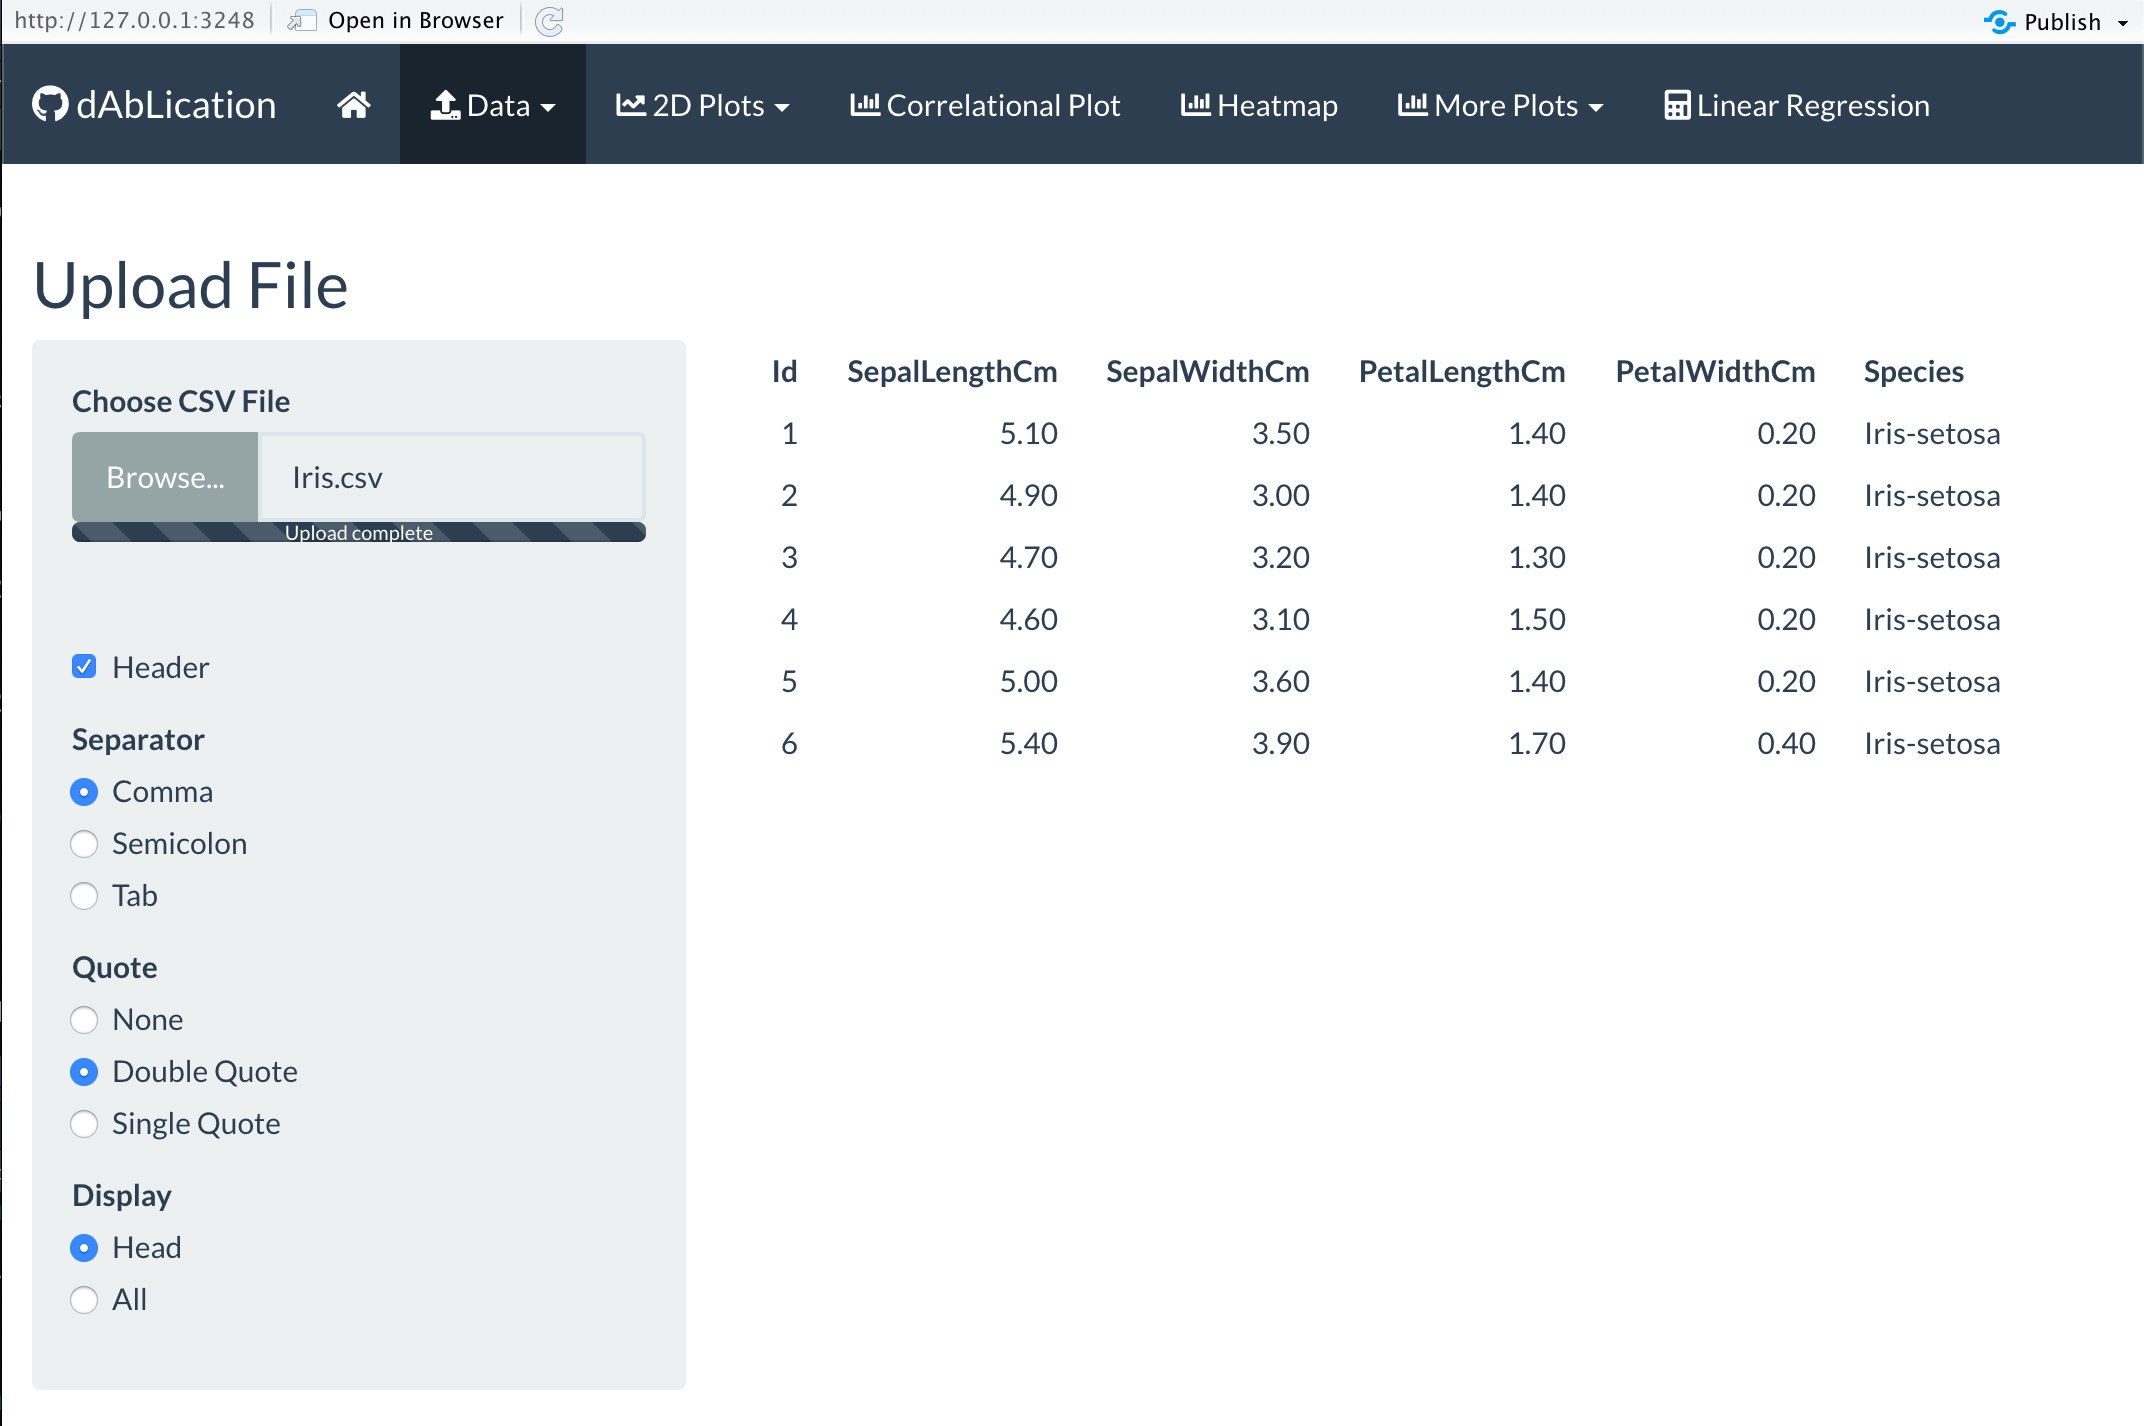 http://127.0.0.1:3248 Open in Browser Publish
dAbLication Data 2D Plots Correlational Plot Heatmap More Plots Linear Regression
Upload File
Choose CSV File
Browse... Iris.csv
Upload complete
Header
Separator
Comma
Semicolon
Tab
Quote
None
Double Quote
Single Quote
Display
Head
All
Id SepalLengthCm SepalWidthCm PetalLengthCm PetalWidthCm Species
1 5.10 3.50 1.40 0.20 Iris-setosa
2 4.90 3.00 1.40 0.20 Iris-setosa
3 4.70 3.20 1.30 0.20 Iris-setosa
4 4.60 3.10 1.50 0.20 Iris-setosa
5 5.00 3.60 1.40 0.20 Iris-setosa
6 5.40 3.90 1.70 0.40 Iris-setosa